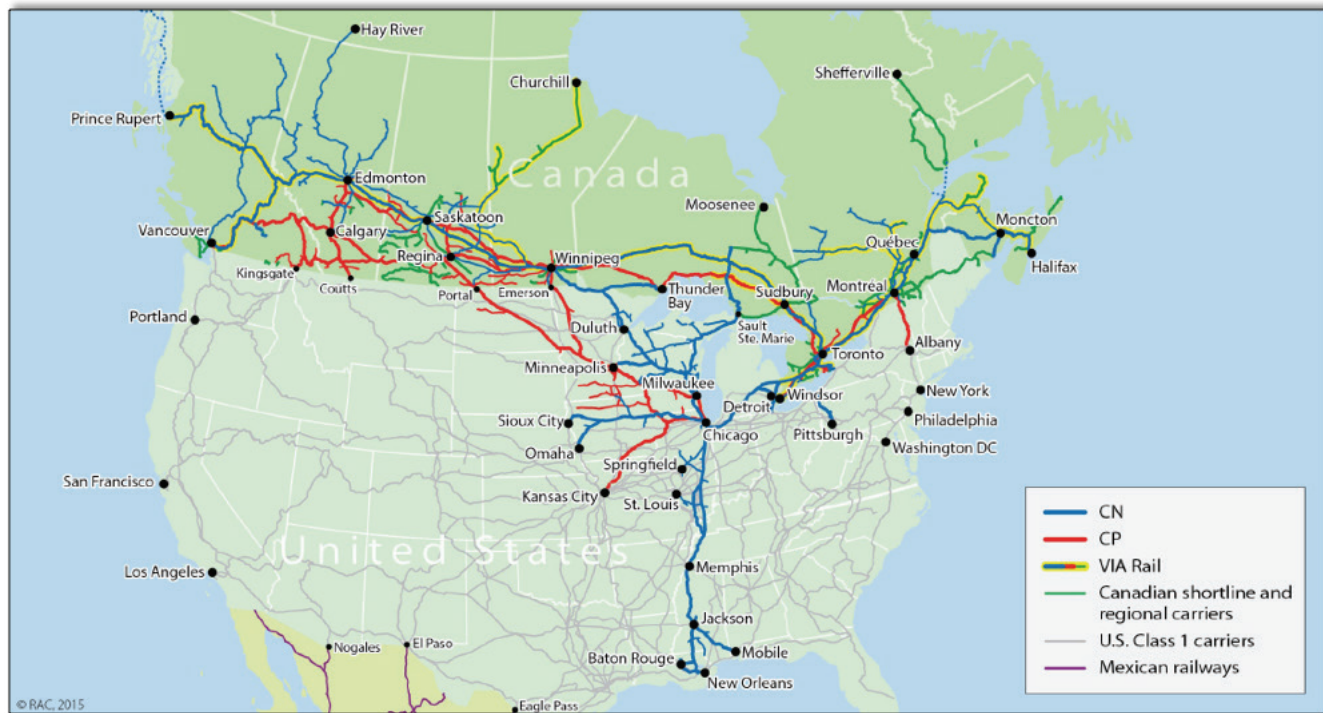 Hay River
Churchill
Shefferville
Prince Rupert
Canada
Edmonton
Moosenee
Saskatoon
Moncton
Vancouver
Calgary
Québec
Regina
Winnipeg
Halifax
Kingsgate
Coutts
Portal
Emerson
Thunder
Bay
Sudbury
Montréal
Portland
Duluth
Sault
Ste. Marie
Toronto
Albany
Minneapolis
Milwaukee
Detroit
Windsor
New York
Sioux City
Chicago
Pittsburgh
Philadelphia
Omaha
Washington DC
Springfield
San Francisco
Kansas City
St. Louis
United States
Los Angeles
Memphis
Jackson
Nogales
El Paso
Baton Rouge
Mobile
New Orleans
Eagle Pass
CN
CP
VIA Rail
Canadian shortline and
regional carriers
U.S. Class 1 carriers
Mexican railways
© RAC, 2015